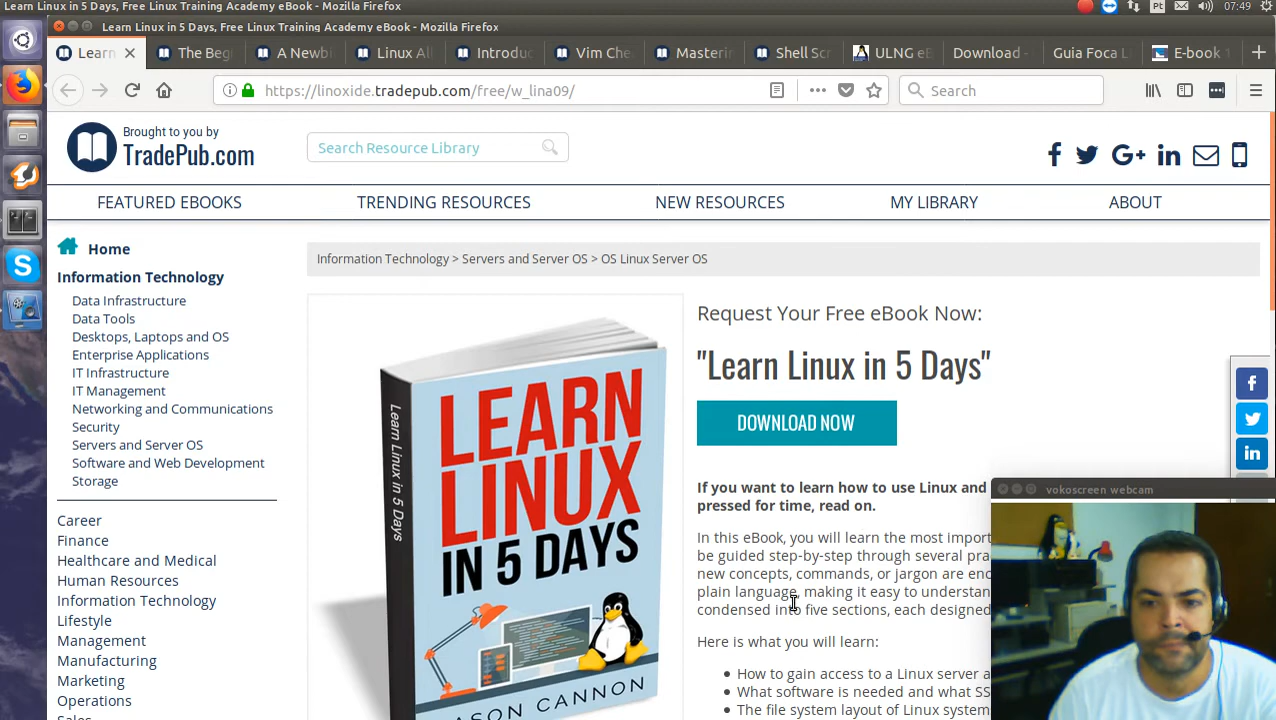 Learn Linux in 5 Days, Free Linux Training Academy eBook - Mozilla Firefox
Pt
07:49
Learn Linux in 5 Days, Free Linux Training Academy eBook - Mozilla Firefox
Learn
The Beg
A Newb
Linux All
Introduc
Vim Che
Masterin
Shell Scr
ULNG eB
Download -
Guia Foca L
E-book
https://linoxide.tradepub.com/free/w_lina09/
Search
Brought to you by
TradePub.com
Search Resource Library
G+
in
FEATURED EBOOKS
TRENDING RESOURCES
NEW RESOURCES
MY LIBRARY
ABOUT
Home
Information Technology
Data Infrastructure
Data Tools
Desktops, Laptops and OS
Enterprise Applications
IT Infrastructure
IT Management
Networking and Communications
Security
Servers and Server OS
Software and Web Development
Storage
Career
Finance
Healthcare and Medical
Human Resources
Information Technology
Lifestyle
Management
Manufacturing
Marketing
Operations
Sales
Information Technology > Servers and Server OS > OS Linux Server OS
LEARN
LINUX
IN 5 DAYS
JASON CANNON
Learn Linux in 5 Days
Request Your Free eBook Now:
"Learn Linux in 5 Days"
DOWNLOAD NOW
If you want to learn how to use Linux and
pressed for time, read on.
In this eBook, you will learn the most import
be guided step-by-step through several pra
new concepts, commands, or jargon are enc
plain language, making it easy to understan
condensed into five sections, each designed
Here is what you will learn:
• How to gain access to a Linux server a
• What software is needed and what SS
• The file system layout of Linux system
in
vokoscreen webcam